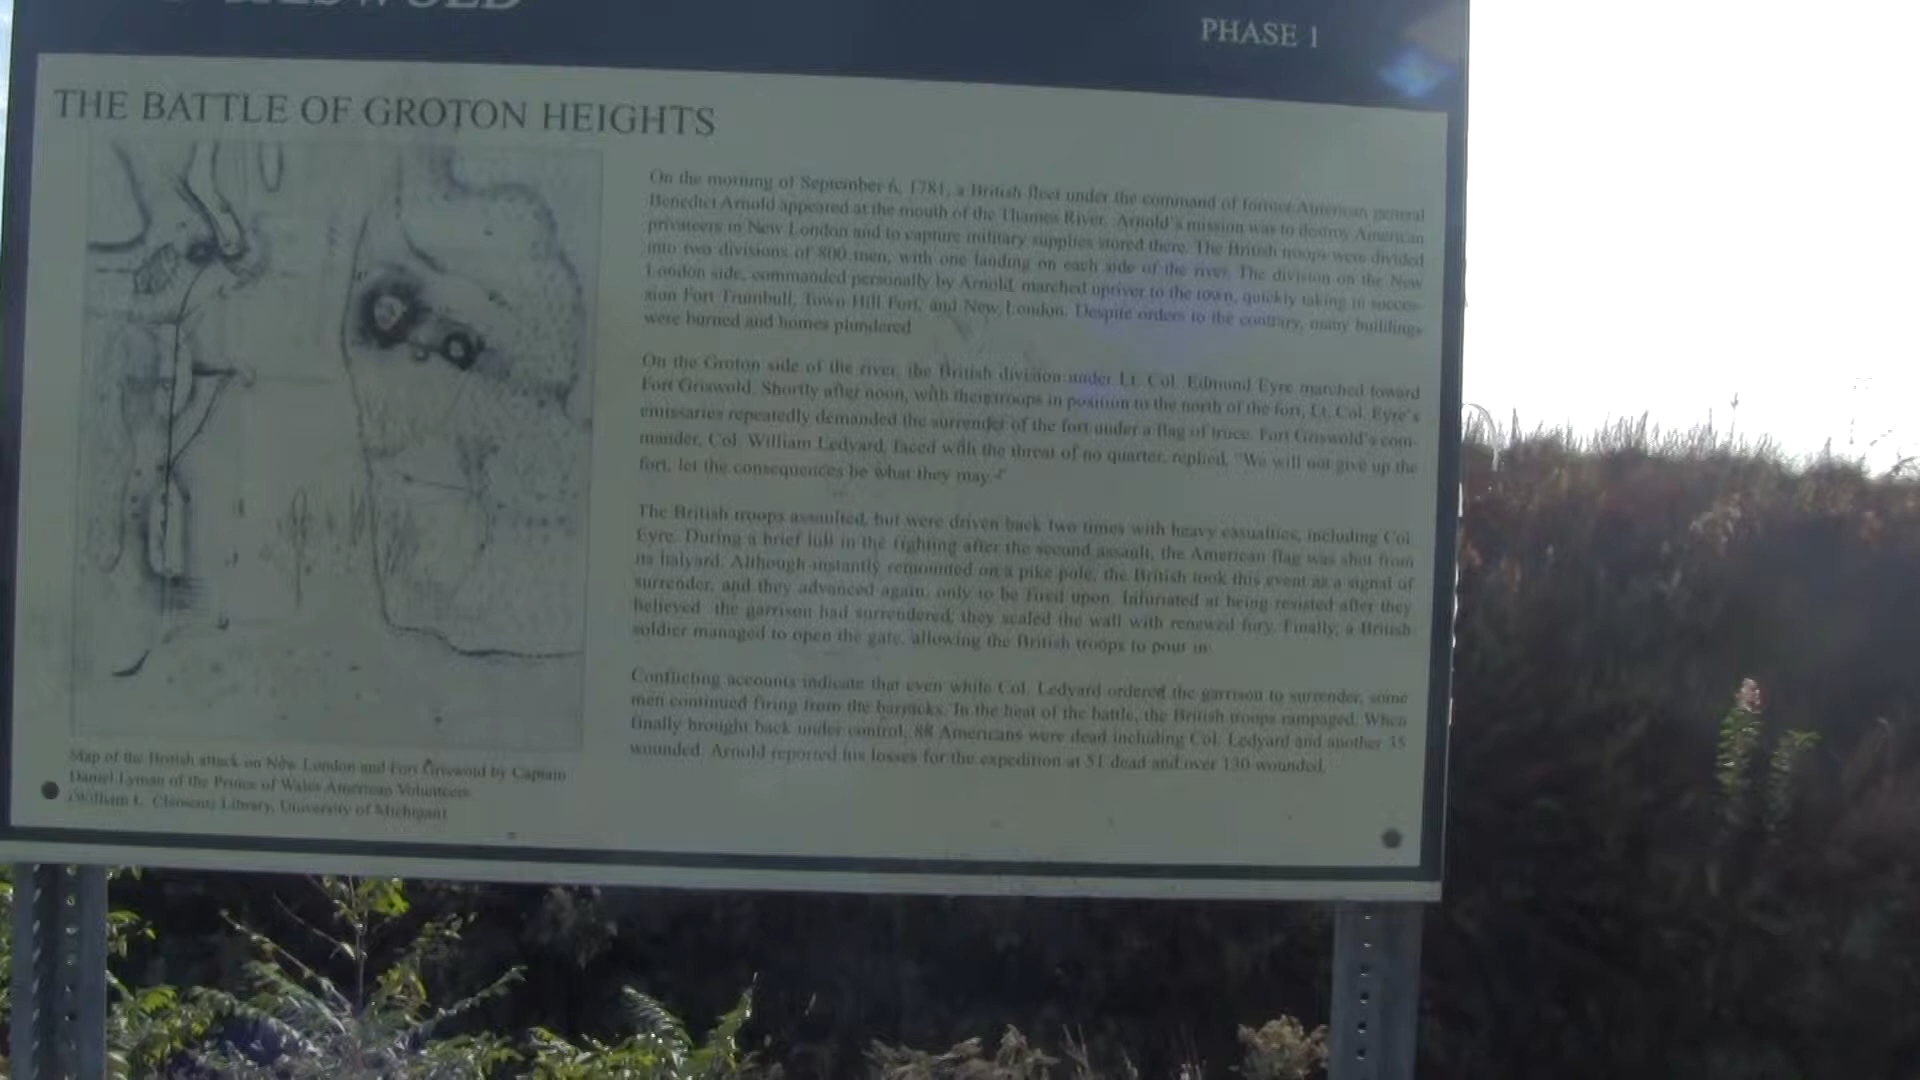 GRISWOLD
PHASE 1
THE BATTLE OF GROTON HEIGHTS
On the morning of September 6, 1781, a British fleet under the command of former American general
Benedict Arnold appeared at the mouth of the Thames River. Arnold's mission was to destroy American
privateers in New London and to capture military supplies stored there. The British troops were divided
into two divisions of 800 men, with one landing on each side of the river. The division on the New
London side, commanded personally by Arnold, marched upriver to the town, quickly taking in succes-
sion Fort Trumbull, Town Hill Fort, and New London. Despite orders to the contrary, many buildings
were burned and homes plundered
On the Groton side of the river, the British division under Lt. Col. Edmund Eyre marched toward
Fort Griswold. Shortly after noon, with their troops in position to the north of the fort, Lt. Col. Eyre's
emissaries repeatedly demanded the surrender of the fort under a flag of truce. Fort Griswold's com-
mander, Col. William Ledyard, faced with the threat of no quarter, replied, "We will not give up the
fort, let the consequences be what they may."
The British troops assaulted, but were driven back two times with heavy casualties, including Col.
Eyre. During a brief lull in the fighting after the second assault, the American flag was shot from
its halyard. Although instantly remounted on a pike pole, the British took this event as a signal of
surrender, and they advanced again, only to be fired upon. Infuriated at being resisted after they
believed the garrison had surrendered, they scaled the wall with renewed fury. Finally, a British
soldier managed to open the gate, allowing the British troops to pour in.
Conflicting accounts indicate that even while Col. Ledyard ordered the garrison to surrender, some
men continued firing from the barracks. In the heat of the battle, the British troops rampaged. When
finally brought back under control, 88 Americans were dead including Col. Ledyard and another 35
wounded. Arnold reported his losses for the expedition at 51 dead and over 130 wounded.
Map of the British attack on New London and Fort Griswold by Captain
Daniel Lyman of the Prince of Wales American Volunteers
(William L. Clements Library, University of Michigan)